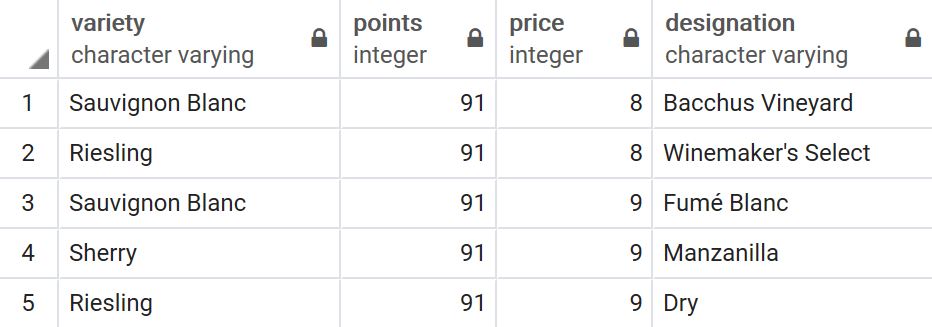 variety points price designation
character varying integer integer character varying
1 Sauvignon Blanc 91 8 Bacchus Vineyard
2 Riesling 91 8 Winemaker's Select
3 Sauvignon Blanc 91 9 Fumé Blanc
4 Sherry 91 9 Manzanilla
5 Riesling 91 9 Dry